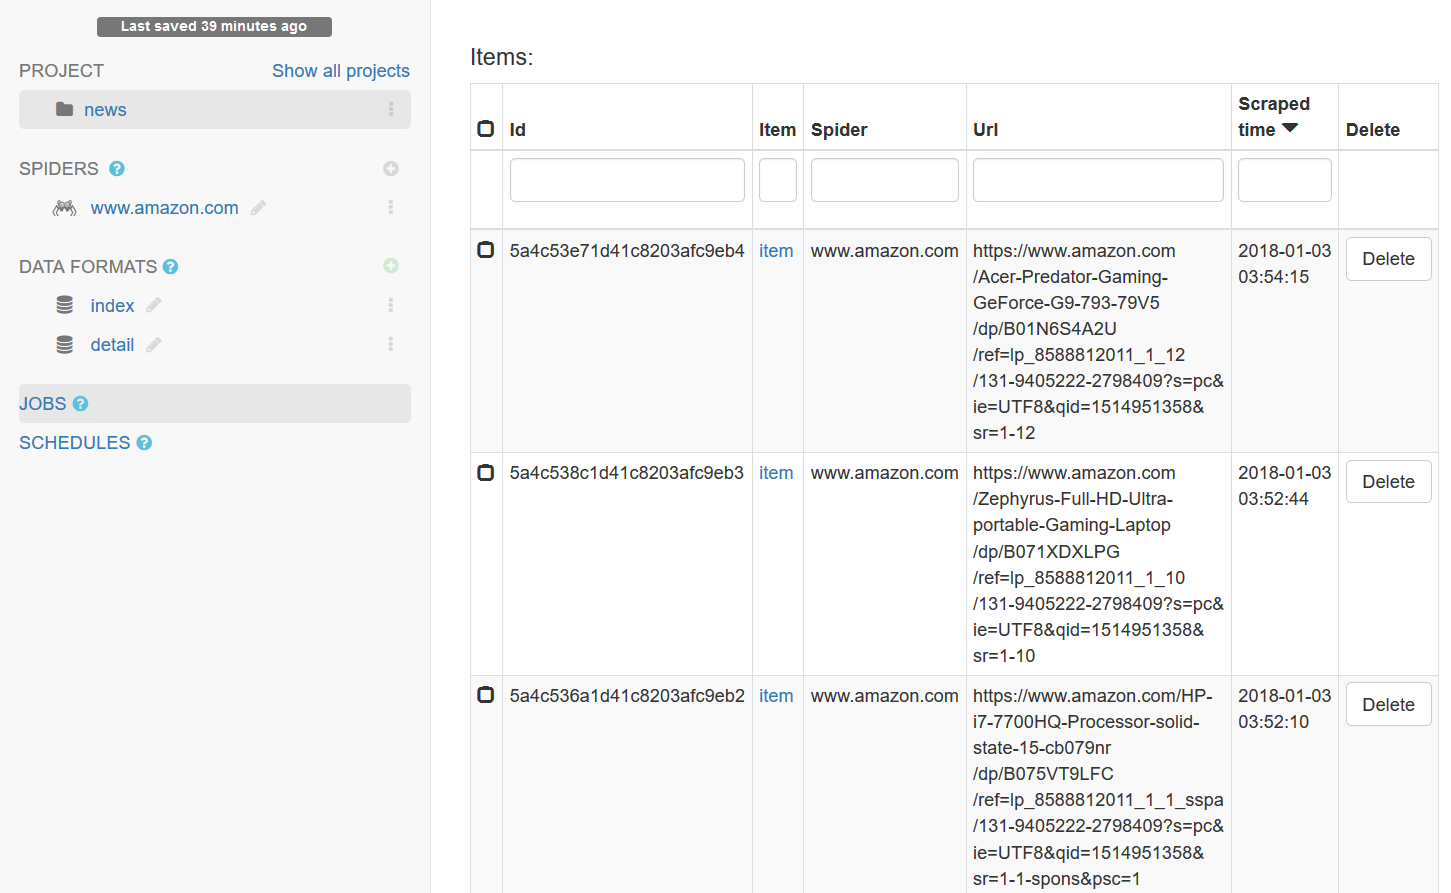 Last saved 39 minutes ago
PROJECT
Show all projects
news
SPIDERS
www.amazon.com
DATA FORMATS
index
detail
JOBS
SCHEDULES
Items:
Id
Item
Spider
Url
Scraped
time
Delete
5a4c53e71d41c8203afc9eb4
item
www.amazon.com
https://www.amazon.com
/Acer-Predator-Gaming-
GeForce-G9-793-79V5
/dp/B01N6S4A2U
/ref=lp_8588812011_1_12
/131-9405222-2798409?s=pc&
ie=UTF8&qid=1514951358&
sr=1-12
2018-01-03
03:54:15
Delete
5a4c538c1d41c8203afc9eb3
item
www.amazon.com
https://www.amazon.com
/Zephyrus-Full-HD-Ultra-
portable-Gaming-Laptop
/dp/B071XDXLPG
/ref=lp_8588812011_1_10
/131-9405222-2798409?s=pc&
ie=UTF8&qid=1514951358&
sr=1-10
2018-01-03
03:52:44
Delete
5a4c536a1d41c8203afc9eb2
item
www.amazon.com
https://www.amazon.com/HP-
i7-7700HQ-Processor-solid-
state-15-cb079nr
/dp/B075VT9LFC
/ref=lp_8588812011_1_1_sspa
/131-9405222-2798409?s=pc&
ie=UTF8&qid=1514951358&
sr=1-1-spons&psc=1
2018-01-03
03:52:10
Delete